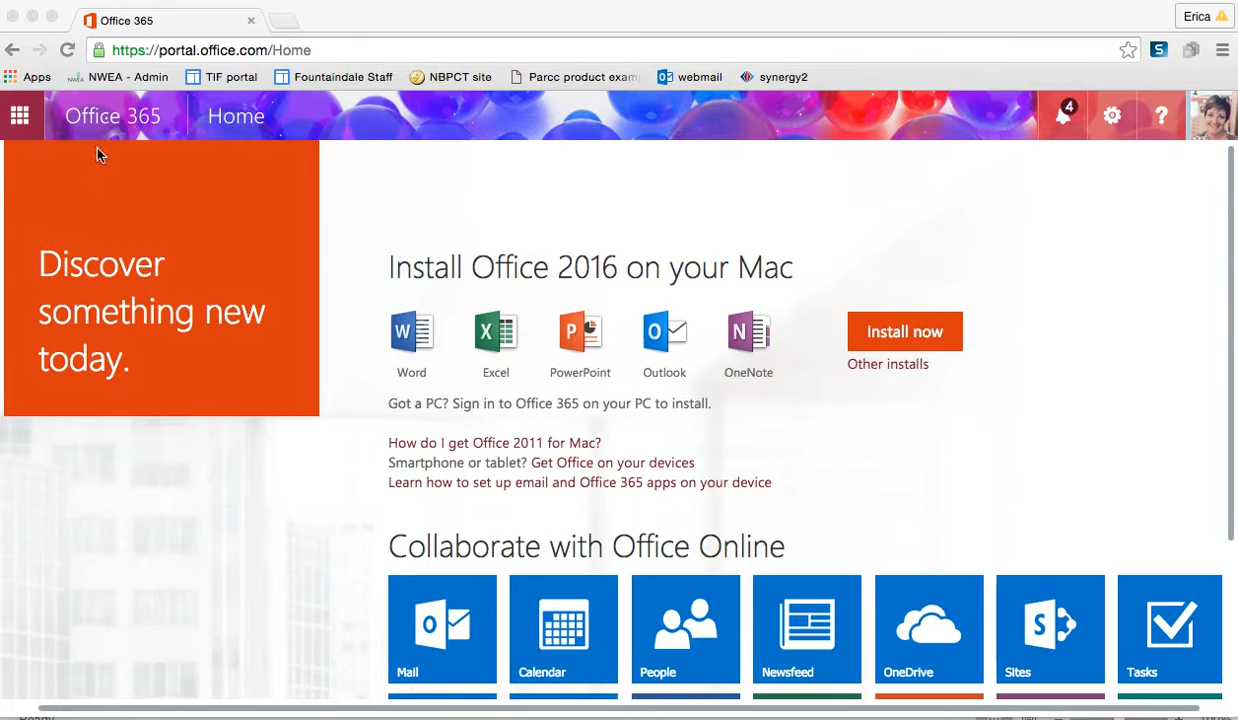 Office 365
Erica
https://portal.office.com/Home
S
Apps NWEA - Admin TIF portal Fountaindale Staff NBPCT site Parcc product exam webmail synergy2
Office 365 Home
4
?
Discover
something new
today.
Install Office 2016 on your Mac
Install now
Word Excel PowerPoint Outlook OneNote
Other installs
Got a PC? Sign in to Office 365 on your PC to install.
How do I get Office 2011 for Mac?
Smartphone or tablet? Get Office on your devices
Learn how to set up email and Office 365 apps on your device
Collaborate with Office Online
Mail Calendar People Newsfeed OneDrive Sites Tasks